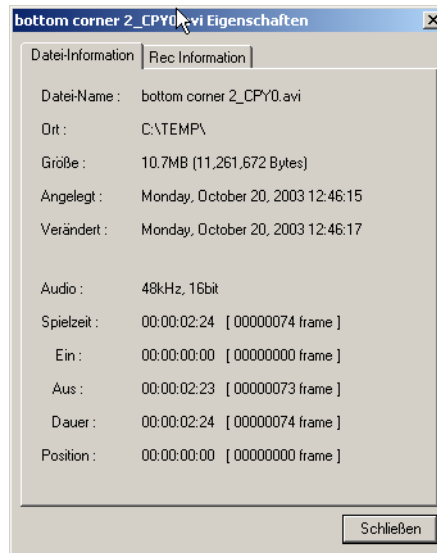 bottom corner 2_CPY0.avi Eigenschaften
Datei-Information Rec Information
Datei-Name : bottom corner 2_CPY0.avi
Ort : C:\TEMP\
Größe : 10.7MB (11,261,672 Bytes)
Angelegt : Monday, October 20, 2003 12:46:15
Verändert : Monday, October 20, 2003 12:46:17
Audio : 48kHz, 16bit
Spielzeit : 00:00:02:24 [ 00000074 frame ]
Ein : 00:00:00:00 [ 00000000 frame ]
Aus : 00:00:02:23 [ 00000073 frame ]
Dauer : 00:00:02:24 [ 00000074 frame ]
Position : 00:00:00:00 [ 00000000 frame ]
Schließen